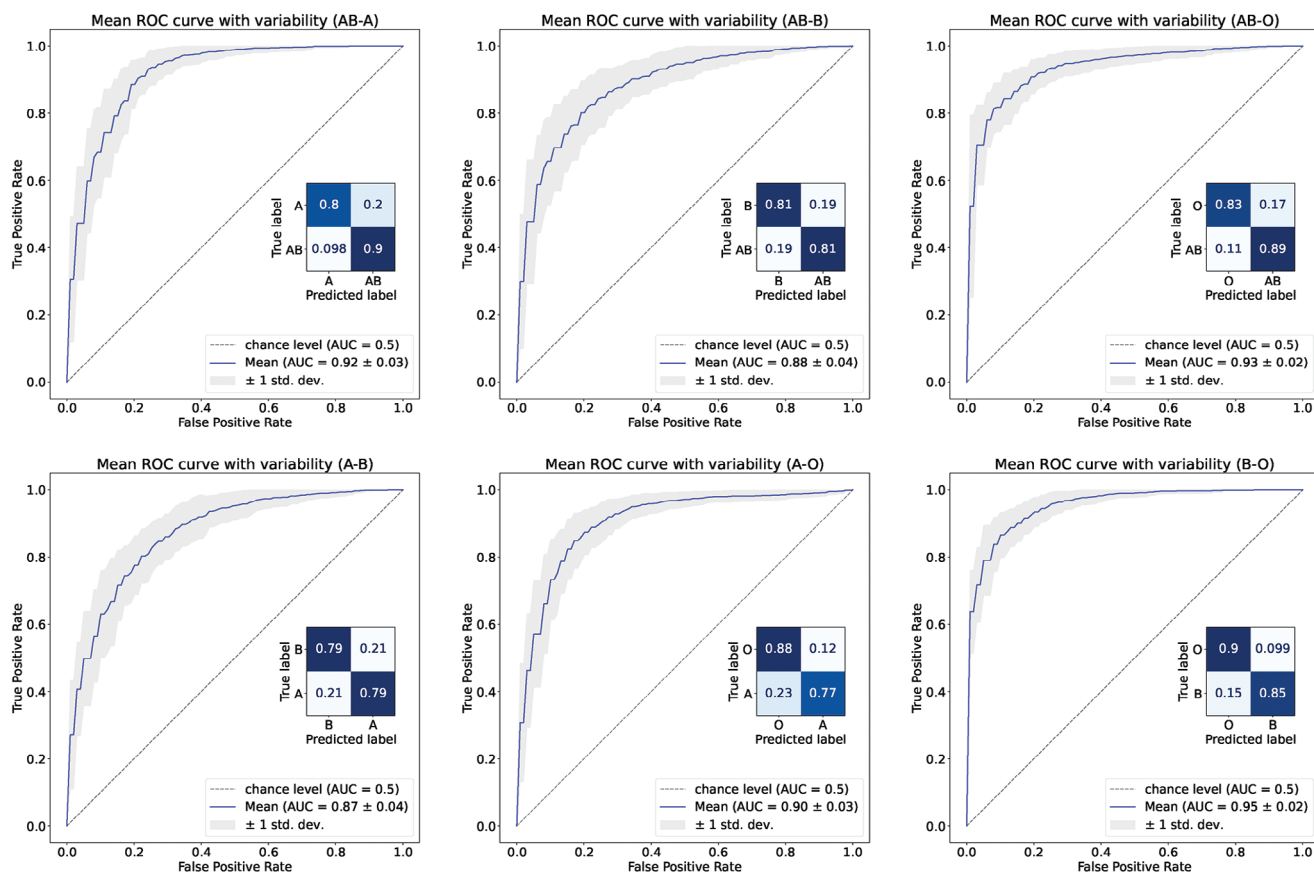 Mean ROC curve with variability (AB-A)
1.0
0.8
0.6
0.4
0.2
0.0
True Positive Rate
0.0 0.2 0.4 0.6 0.8 1.0
False Positive Rate
True label
A 0.8 0.2
AB 0.098 0.9
A AB
Predicted label
chance level (AUC = 0.5)
Mean (AUC = 0.92 ± 0.03)
± 1 std. dev.
Mean ROC curve with variability (AB-B)
1.0
0.8
0.6
0.4
0.2
0.0
True Positive Rate
0.0 0.2 0.4 0.6 0.8 1.0
False Positive Rate
True label
B 0.81 0.19
AB 0.19 0.81
B AB
Predicted label
chance level (AUC = 0.5)
Mean (AUC = 0.88 ± 0.04)
± 1 std. dev.
Mean ROC curve with variability (AB-O)
1.0
0.8
0.6
0.4
0.2
0.0
True Positive Rate
0.0 0.2 0.4 0.6 0.8 1.0
False Positive Rate
True label
O 0.83 0.17
AB 0.11 0.89
O AB
Predicted label
chance level (AUC = 0.5)
Mean (AUC = 0.93 ± 0.02)
± 1 std. dev.
Mean ROC curve with variability (A-B)
1.0
0.8
0.6
0.4
0.2
0.0
True Positive Rate
0.0 0.2 0.4 0.6 0.8 1.0
False Positive Rate
True label
B 0.79 0.21
A 0.21 0.79
B A
Predicted label
chance level (AUC = 0.5)
Mean (AUC = 0.87 ± 0.04)
± 1 std. dev.
Mean ROC curve with variability (A-O)
1.0
0.8
0.6
0.4
0.2
0.0
True Positive Rate
0.0 0.2 0.4 0.6 0.8 1.0
False Positive Rate
True label
O 0.88 0.12
A 0.23 0.77
O A
Predicted label
chance level (AUC = 0.5)
Mean (AUC = 0.90 ± 0.03)
± 1 std. dev.
Mean ROC curve with variability (B-O)
1.0
0.8
0.6
0.4
0.2
0.0
True Positive Rate
0.0 0.2 0.4 0.6 0.8 1.0
False Positive Rate
True label
O 0.9 0.099
B 0.15 0.85
O B
Predicted label
chance level (AUC = 0.5)
Mean (AUC = 0.95 ± 0.02)
± 1 std. dev.